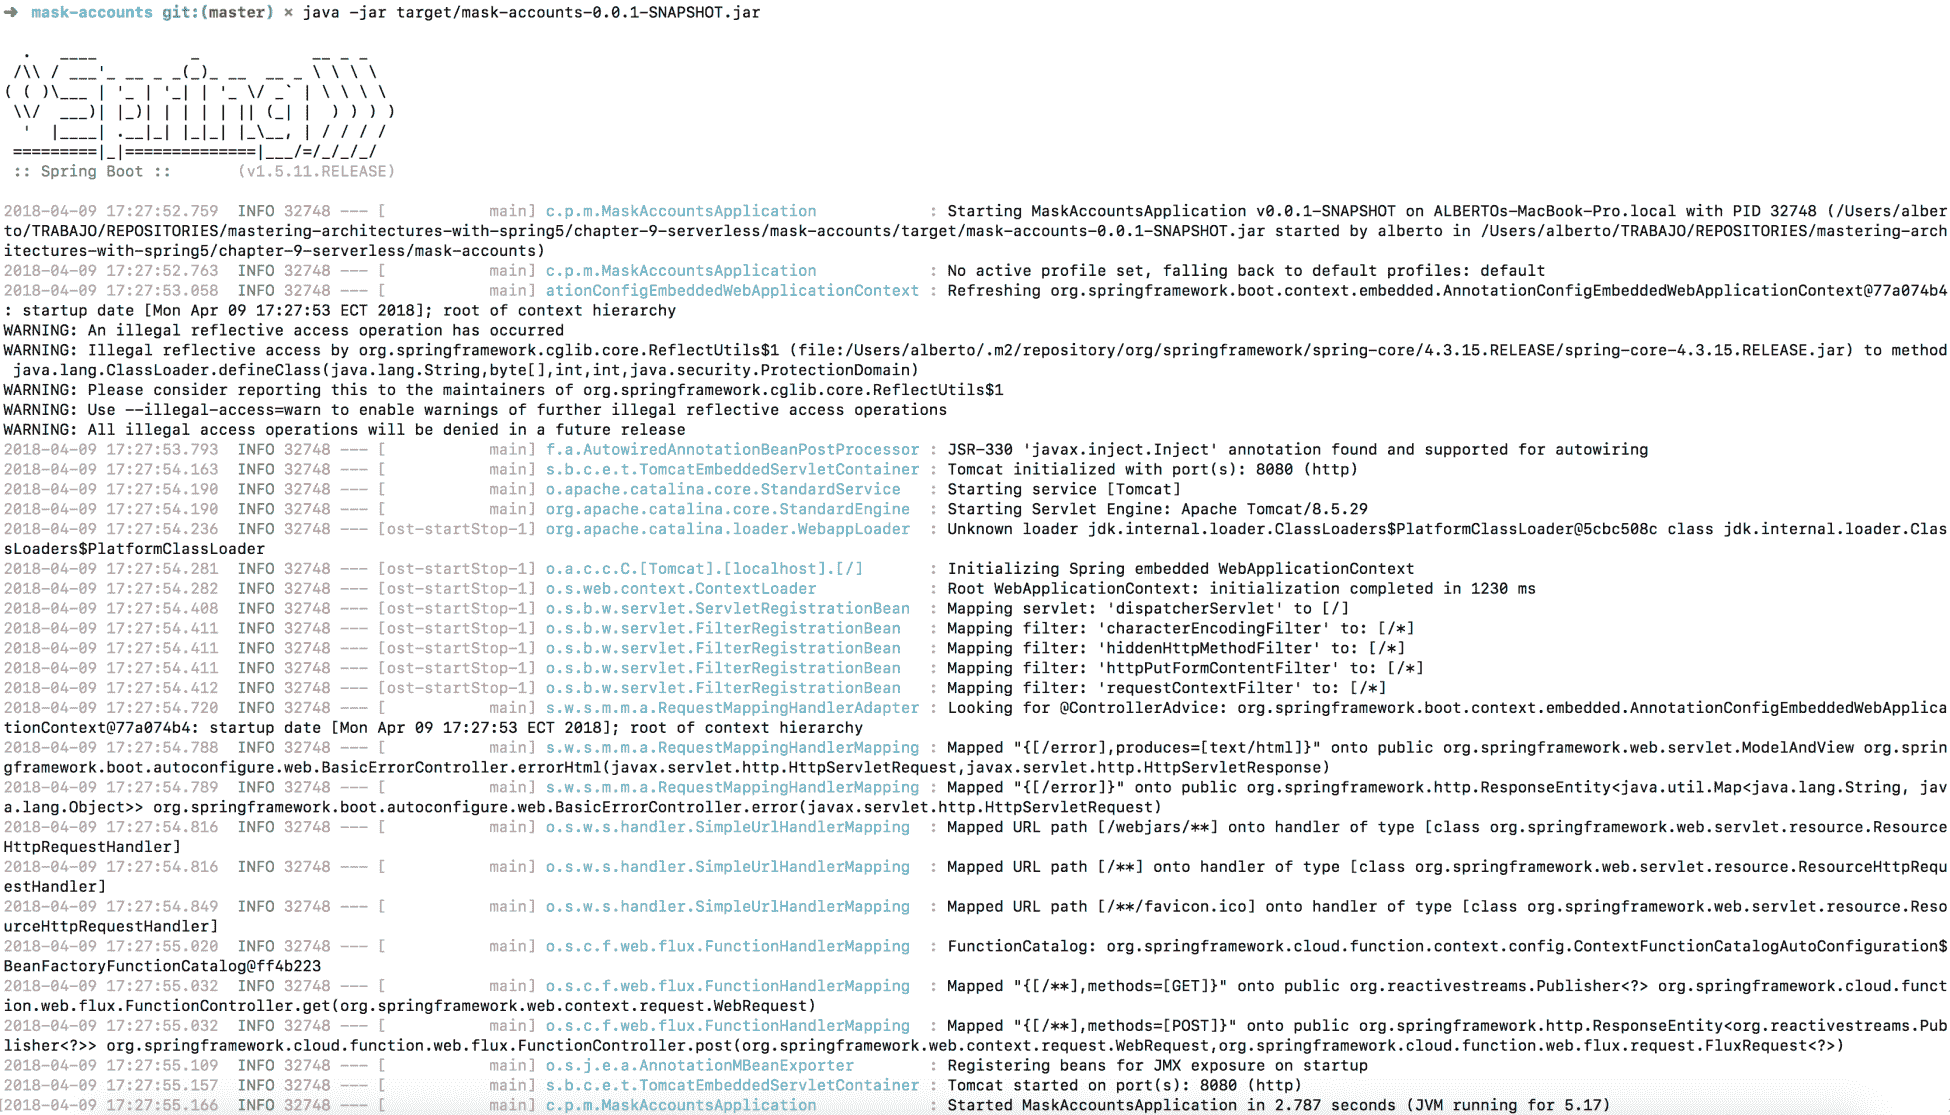 ➜  mask-accounts git:(master) × java -jar target/mask-accounts-0.0.1-SNAPSHOT.jar
  .   ____          _            __ _ _
 /\\ / ___'_ __ _ _(_)_ __  __ _ \ \ \ \
( ( )\___ | '_ | '_| | '_ \/ _` | \ \ \ \
 \\/  ___)| |_)| | | | | || (_| |  ) ) ) )
  '  |____| .__|_| |_|_| |_\__, | / / / /
 =========|_|==============|___/=/_/_/_/
 :: Spring Boot ::       (v1.5.11.RELEASE)
2018-04-09 17:27:52.759  INFO 32748 --- [           main] c.p.m.MaskAccountsApplication            : Starting MaskAccountsApplication v0.0.1-SNAPSHOT on ALBERTOs-MacBook-Pro.local with PID 32748 (/Users/alber
to/TRABAJO/REPOSITORIES/mastering-architectures-with-spring5/chapter-9-serverless/mask-accounts/target/mask-accounts-0.0.1-SNAPSHOT.jar started by alberto in /Users/alberto/TRABAJO/REPOSITORIES/mastering-arch
itectures-with-spring5/chapter-9-serverless/mask-accounts)
2018-04-09 17:27:52.763  INFO 32748 --- [           main] c.p.m.MaskAccountsApplication            : No active profile set, falling back to default profiles: default
2018-04-09 17:27:53.058  INFO 32748 --- [           main] ationConfigEmbeddedWebApplicationContext : Refreshing org.springframework.boot.context.embedded.AnnotationConfigEmbeddedWebApplicationContext@77a074b4
: startup date [Mon Apr 09 17:27:53 ECT 2018]; root of context hierarchy
WARNING: An illegal reflective access operation has occurred
WARNING: Illegal reflective access by org.springframework.cglib.core.ReflectUtils$1 (file:/Users/alberto/.m2/repository/org/springframework/spring-core/4.3.15.RELEASE/spring-core-4.3.15.RELEASE.jar) to method
 java.lang.ClassLoader.defineClass(java.lang.String,byte[],int,int,java.security.ProtectionDomain)
WARNING: Please consider reporting this to the maintainers of org.springframework.cglib.core.ReflectUtils$1
WARNING: Use --illegal-access=warn to enable warnings of further illegal reflective access operations
WARNING: All illegal access operations will be denied in a future release
2018-04-09 17:27:53.793  INFO 32748 --- [           main] f.a.AutowiredAnnotationBeanPostProcessor : JSR-330 'javax.inject.Inject' annotation found and supported for autowiring
2018-04-09 17:27:54.163  INFO 32748 --- [           main] s.b.c.e.t.TomcatEmbeddedServletContainer : Tomcat initialized with port(s): 8080 (http)
2018-04-09 17:27:54.190  INFO 32748 --- [           main] o.apache.catalina.core.StandardService   : Starting service [Tomcat]
2018-04-09 17:27:54.190  INFO 32748 --- [           main] org.apache.catalina.core.StandardEngine  : Starting Servlet Engine: Apache Tomcat/8.5.29
2018-04-09 17:27:54.236  INFO 32748 --- [ost-startStop-1] org.apache.catalina.loader.WebappLoader  : Unknown loader jdk.internal.loader.ClassLoaders$PlatformClassLoader@5cbc508c class jdk.internal.loader.Clas
sLoaders$PlatformClassLoader
2018-04-09 17:27:54.281  INFO 32748 --- [ost-startStop-1] o.a.c.c.C.[Tomcat].[localhost].[/]       : Initializing Spring embedded WebApplicationContext
2018-04-09 17:27:54.282  INFO 32748 --- [ost-startStop-1] o.s.web.context.ContextLoader            : Root WebApplicationContext: initialization completed in 1230 ms
2018-04-09 17:27:54.408  INFO 32748 --- [ost-startStop-1] o.s.b.w.servlet.ServletRegistrationBean  : Mapping servlet: 'dispatcherServlet' to [/]
2018-04-09 17:27:54.411  INFO 32748 --- [ost-startStop-1] o.s.b.w.servlet.FilterRegistrationBean   : Mapping filter: 'characterEncodingFilter' to: [/*]
2018-04-09 17:27:54.411  INFO 32748 --- [ost-startStop-1] o.s.b.w.servlet.FilterRegistrationBean   : Mapping filter: 'hiddenHttpMethodFilter' to: [/*]
2018-04-09 17:27:54.411  INFO 32748 --- [ost-startStop-1] o.s.b.w.servlet.FilterRegistrationBean   : Mapping filter: 'httpPutFormContentFilter' to: [/*]
2018-04-09 17:27:54.412  INFO 32748 --- [ost-startStop-1] o.s.b.w.servlet.FilterRegistrationBean   : Mapping filter: 'requestContextFilter' to: [/*]
2018-04-09 17:27:54.720  INFO 32748 --- [           main] s.w.s.m.m.a.RequestMappingHandlerAdapter : Looking for @ControllerAdvice: org.springframework.boot.context.embedded.AnnotationConfigEmbeddedWebApplica
tionContext@77a074b4: startup date [Mon Apr 09 17:27:53 ECT 2018]; root of context hierarchy
2018-04-09 17:27:54.788  INFO 32748 --- [           main] s.w.s.m.m.a.RequestMappingHandlerMapping : Mapped "{[/error],produces=[text/html]}" onto public org.springframework.web.servlet.ModelAndView org.sprin
gframework.boot.autoconfigure.web.BasicErrorController.errorHtml(javax.servlet.http.HttpServletRequest,javax.servlet.http.HttpServletResponse)
2018-04-09 17:27:54.789  INFO 32748 --- [           main] s.w.s.m.m.a.RequestMappingHandlerMapping : Mapped "{[/error]}" onto public org.springframework.http.ResponseEntity<java.util.Map<java.lang.String, jav
a.lang.Object>> org.springframework.boot.autoconfigure.web.BasicErrorController.error(javax.servlet.http.HttpServletRequest)
2018-04-09 17:27:54.816  INFO 32748 --- [           main] o.s.w.s.handler.SimpleUrlHandlerMapping  : Mapped URL path [/webjars/**] onto handler of type [class org.springframework.web.servlet.resource.Resource
HttpRequestHandler]
2018-04-09 17:27:54.816  INFO 32748 --- [           main] o.s.w.s.handler.SimpleUrlHandlerMapping  : Mapped URL path [/**] onto handler of type [class org.springframework.web.servlet.resource.ResourceHttpRequ
estHandler]
2018-04-09 17:27:54.849  INFO 32748 --- [           main] o.s.w.s.handler.SimpleUrlHandlerMapping  : Mapped URL path [/**/favicon.ico] onto handler of type [class org.springframework.web.servlet.resource.Reso
urceHttpRequestHandler]
2018-04-09 17:27:55.020  INFO 32748 --- [           main] o.s.c.f.web.flux.FunctionHandlerMapping  : FunctionCatalog: org.springframework.cloud.function.context.config.ContextFunctionCatalogAutoConfiguration$
BeanFactoryFunctionCatalog@ff4b223
2018-04-09 17:27:55.032  INFO 32748 --- [           main] o.s.c.f.web.flux.FunctionHandlerMapping  : Mapped "{[/**],methods=[GET]}" onto public org.reactivestreams.Publisher<?> org.springframework.cloud.funct
ion.web.flux.FunctionController.get(org.springframework.web.context.request.WebRequest)
2018-04-09 17:27:55.032  INFO 32748 --- [           main] o.s.c.f.web.flux.FunctionHandlerMapping  : Mapped "{[/**],methods=[POST]}" onto public org.springframework.http.ResponseEntity<org.reactivestreams.Pub
lisher<?>> org.springframework.cloud.function.web.flux.FunctionController.post(org.springframework.web.context.request.WebRequest,org.springframework.cloud.function.web.flux.request.FluxRequest<?>)
2018-04-09 17:27:55.109  INFO 32748 --- [           main] o.s.j.e.a.AnnotationMBeanExporter        : Registering beans for JMX exposure on startup
2018-04-09 17:27:55.157  INFO 32748 --- [           main] s.b.c.e.t.TomcatEmbeddedServletContainer : Tomcat started on port(s): 8080 (http)
[2018-04-09 17:27:55.166  INFO 32748 --- [           main] c.p.m.MaskAccountsApplication            : Started MaskAccountsApplication in 2.787 seconds (JVM running for 5.17)